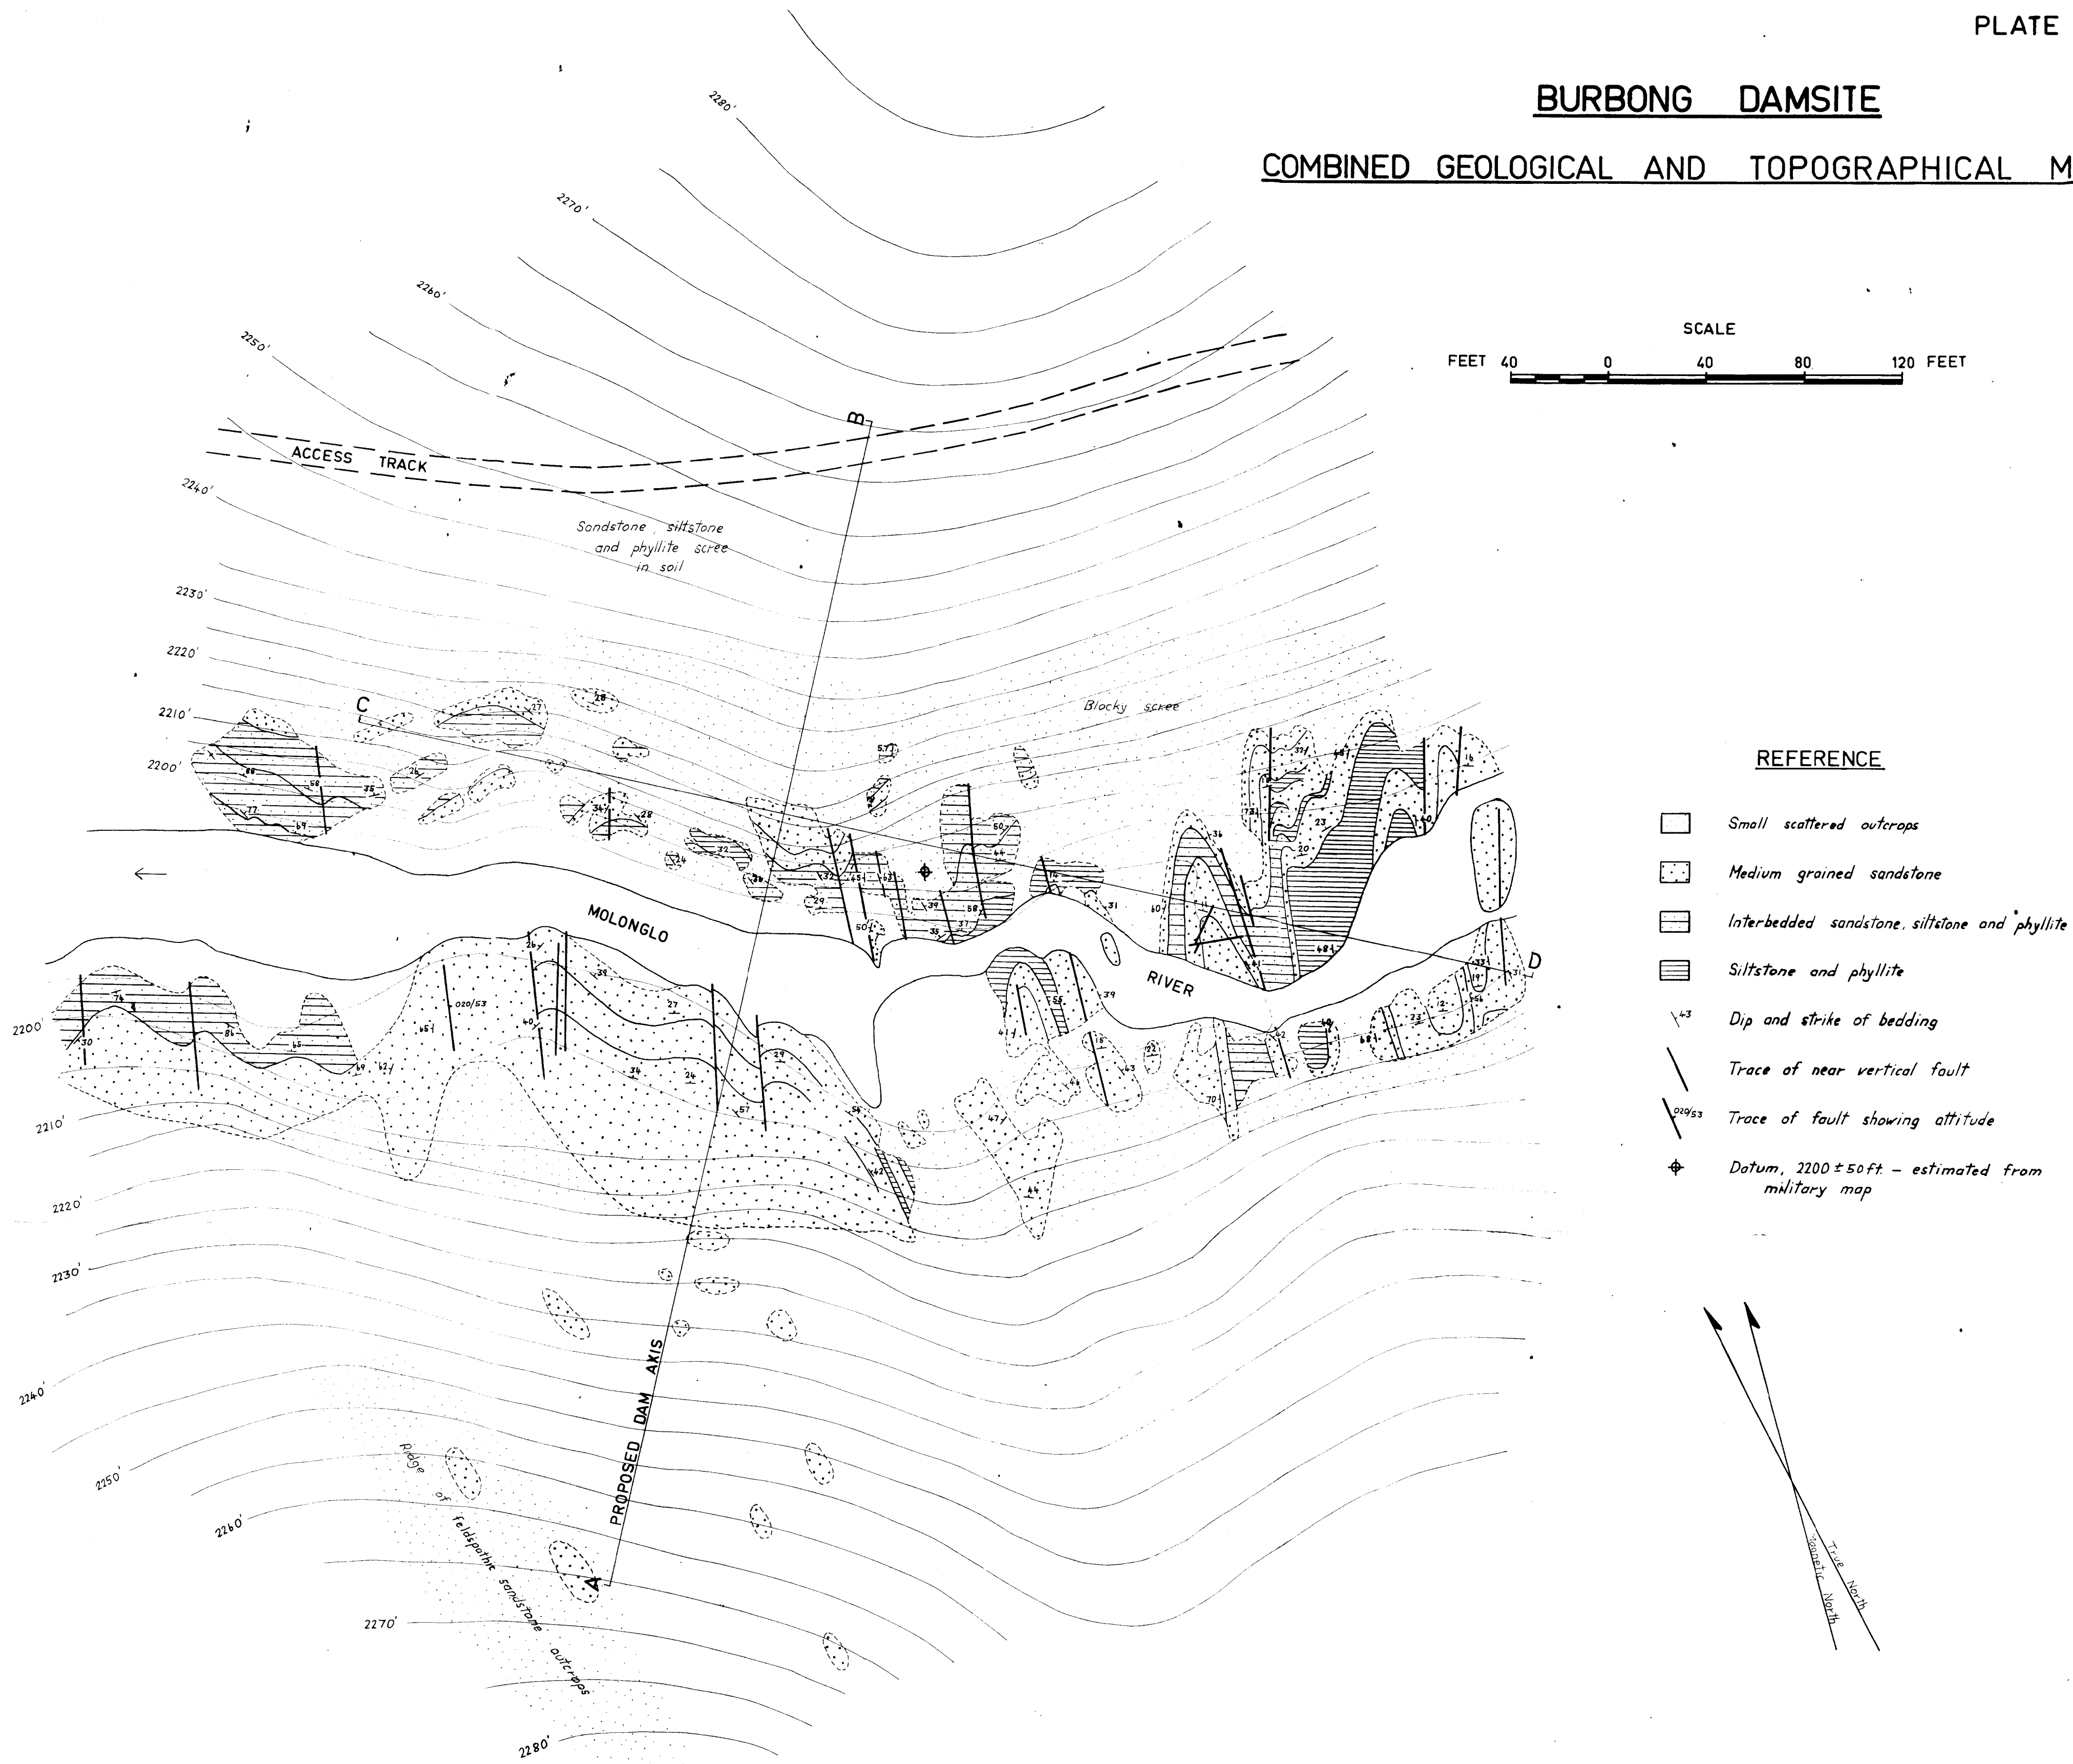 PLATE
BURBONG DAMSITE
COMBINED GEOLOGICAL AND TOPOGRAPHICAL M
2280'
2270'
2260'
2250'
2240'
2230'
2220'
2210'
2200'
SCALE
FEET 40 0 40 80 120 FEET
B
ACCESS TRACK
Sandstone, siltstone
and phyllite scree
in soil
Blocky scree
C
D
MOLONGLO
RIVER
020/53
2200'
2210'
2220'
2230'
2240'
2250'
2260'
2270'
2280'
PROPOSED DAM AXIS
A
Ridge of feldspathic sandstone outcrops
REFERENCE
Small scattered outcrops
Medium grained sandstone
Interbedded sandstone, siltstone and phyllite
Siltstone and phyllite
43 Dip and strike of bedding
Trace of near vertical fault
020/53 Trace of fault showing attitude
Datum, 2200 ± 50 ft. – estimated from
military map
Magnetic North
True North